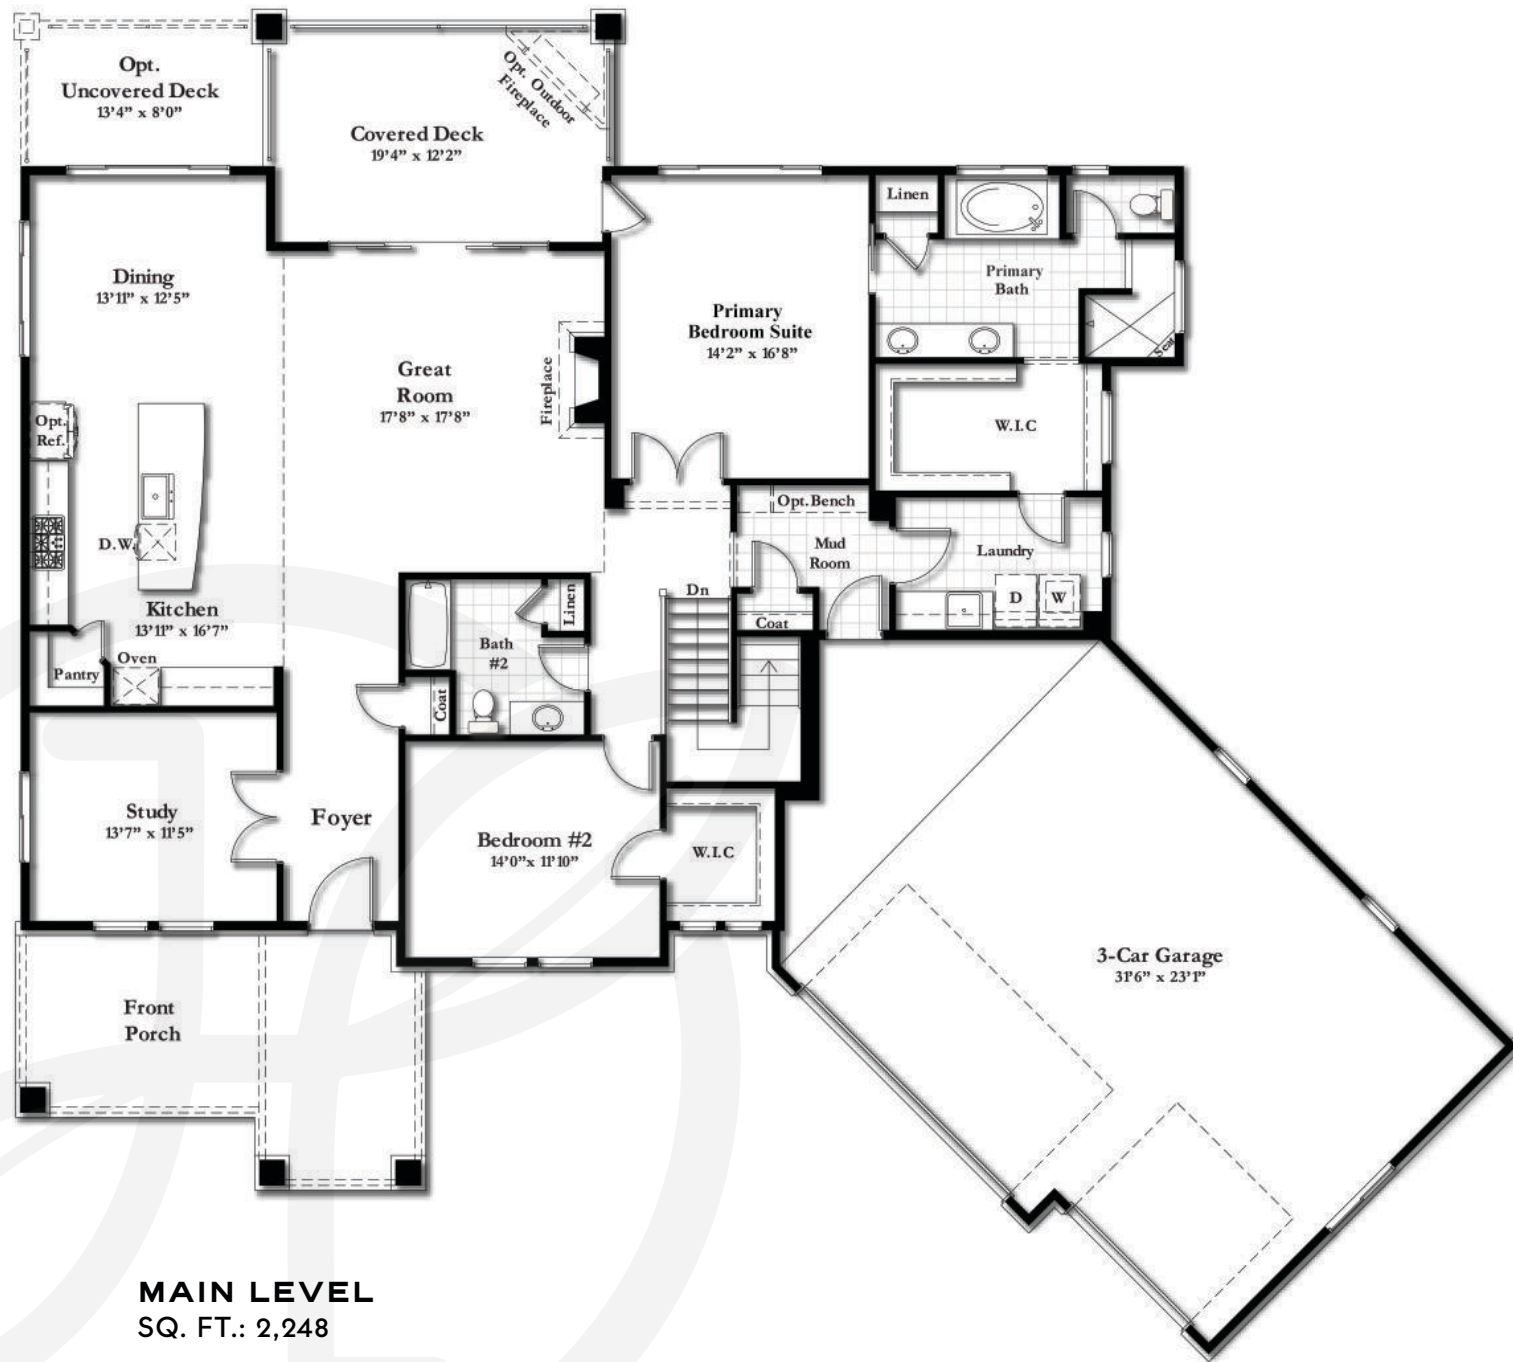 Opt.
Uncovered Deck
13'4" x 8'0"
Covered Deck
19'4" x 12'2"
Opt. Outdoor
Fireplace
Linen
Dining
13'11" x 12'5"
Primary
Bath
Primary
Bedroom Suite
14'2" x 16'8"
Seat
Great
Room
17'8" x 17'8"
Fireplace
Opt.
Ref.
W.I.C
Opt. Bench
D.W.
Mud
Room
Laundry
Kitchen
13'11" x 16'7"
Dn
D
W
Linen
Coat
Bath
#2
Oven
Pantry
Coat
Study
13'7" x 11'5"
Foyer
Bedroom #2
14'0"x 11'10"
W.I.C
3-Car Garage
31'6" x 23'1"
Front
Porch
MAIN LEVEL
SQ. FT.: 2,248